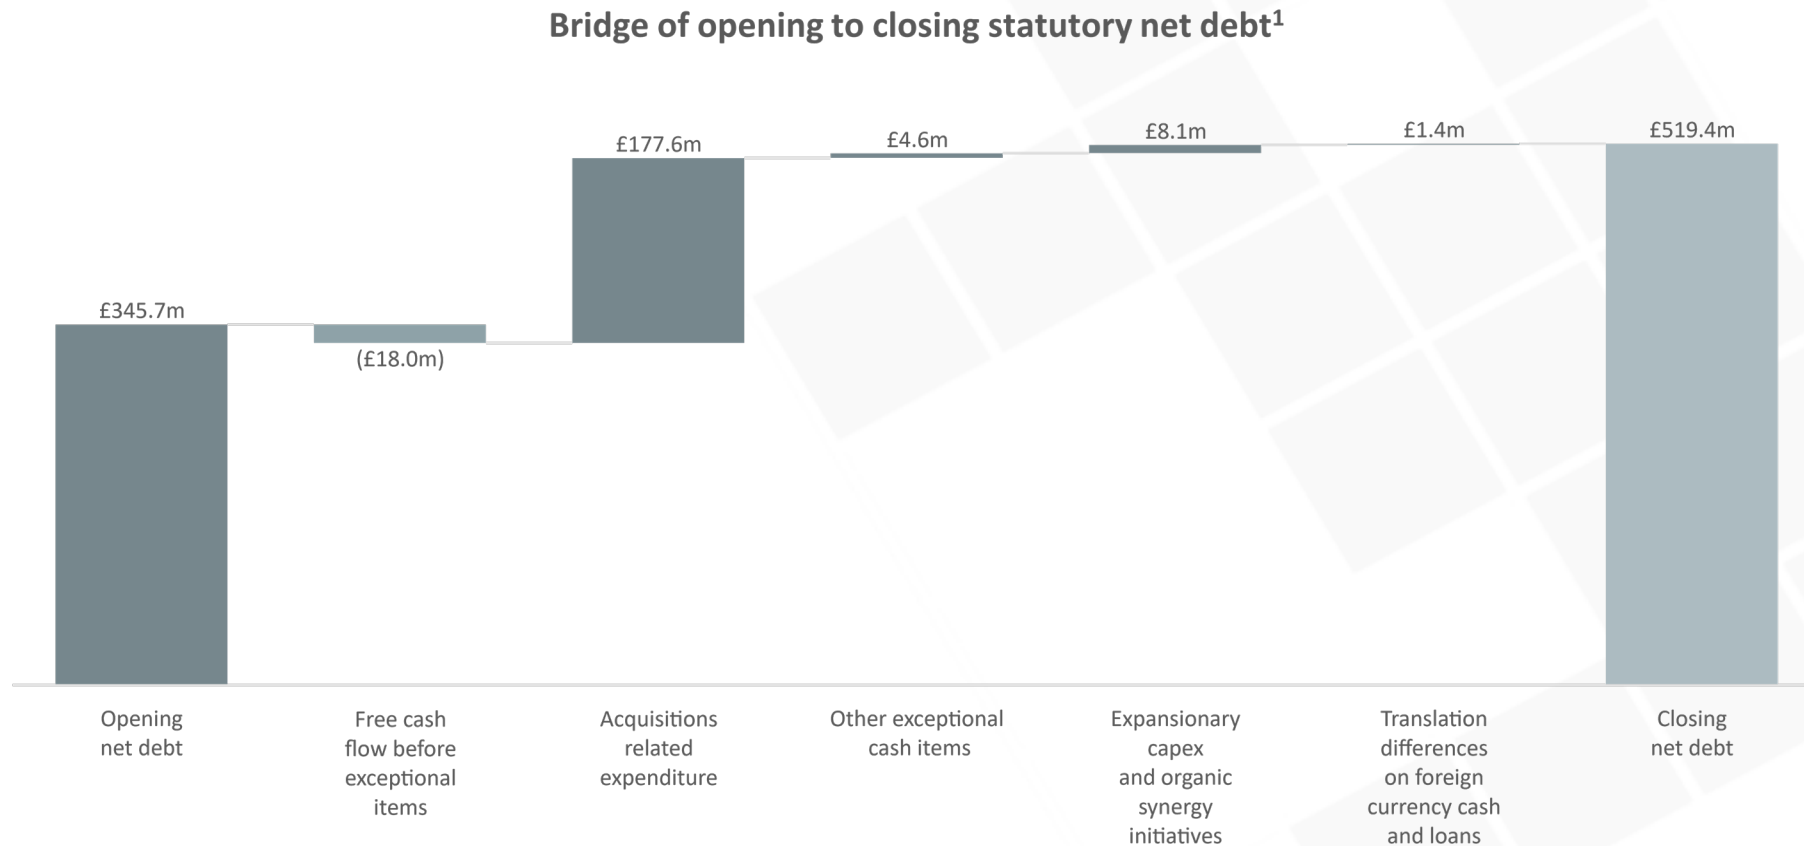 Bridge of opening to closing statutory net debt¹
£345.7m
(£18.0m)
£177.6m
£4.6m
£8.1m
£1.4m
£519.4m
Opening
net debt
Free cash
flow before
exceptional
items
Acquisitions
related
expenditure
Other exceptional
cash items
Expansionary
capex
and organic
synergy
initiatives
Translation
differences
on foreign
currency cash
and loans
Closing
net debt